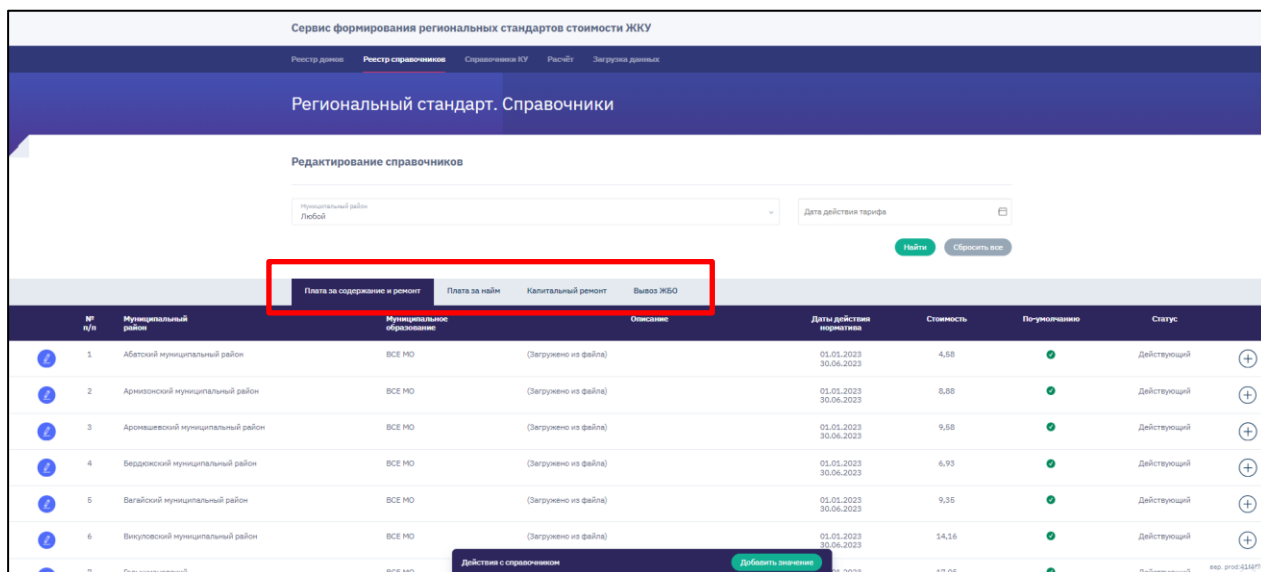 Сервис формирования региональных стандартов стоимости ЖКУ
Реестр домов Реестр справочников Справочники КУ Расчёт Загрузка данных
Региональный стандарт. Справочники
Редактирование справочников
Муниципальный район
Любой
Дата действия тарифа
Найти Сбросить все
Плата за содержание и ремонт Плата за найм Капитальный ремонт Вывоз ЖБО
№ п/п Муниципальный район Муниципальное образование Описание Даты действия норматива Стоимость По-умолчанию Статус
1 Абатский муниципальный район ВСЕ МО (Загружено из файла) 01.01.2023 4,58 Действующий
30.06.2023
2 Армизонский муниципальный район ВСЕ МО (Загружено из файла) 01.01.2023 8,88 Действующий
30.06.2023
3 Аромашевский муниципальный район ВСЕ МО (Загружено из файла) 01.01.2023 9,58 Действующий
30.06.2023
4 Бердюжский муниципальный район ВСЕ МО (Загружено из файла) 01.01.2023 6,93 Действующий
30.06.2023
5 Вагайский муниципальный район ВСЕ МО (Загружено из файла) 01.01.2023 9,35 Действующий
30.06.2023
6 Викуловский муниципальный район ВСЕ МО (Загружено из файла) 01.01.2023 14,16 Действующий
30.06.2023
Действия с справочником Добавить значение